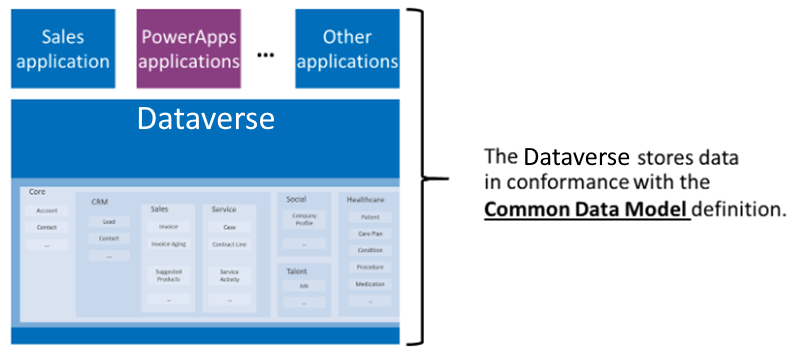 Sales
application
PowerApps
applications
...
Other
applications
Dataverse
Core
Account
Contact
...
CRM
Lead
Contact
...
Sales
Invoice
Invoice Aging
Suggested
Products
...
Service
Case
Contract Line
Service
Activity
...
Social
Company
Profile
...
Talent
Job
...
Healthcare
Patient
Care Plan
Condition
Procedure
Medication
...
The Dataverse stores data
in conformance with the
Common Data Model definition.